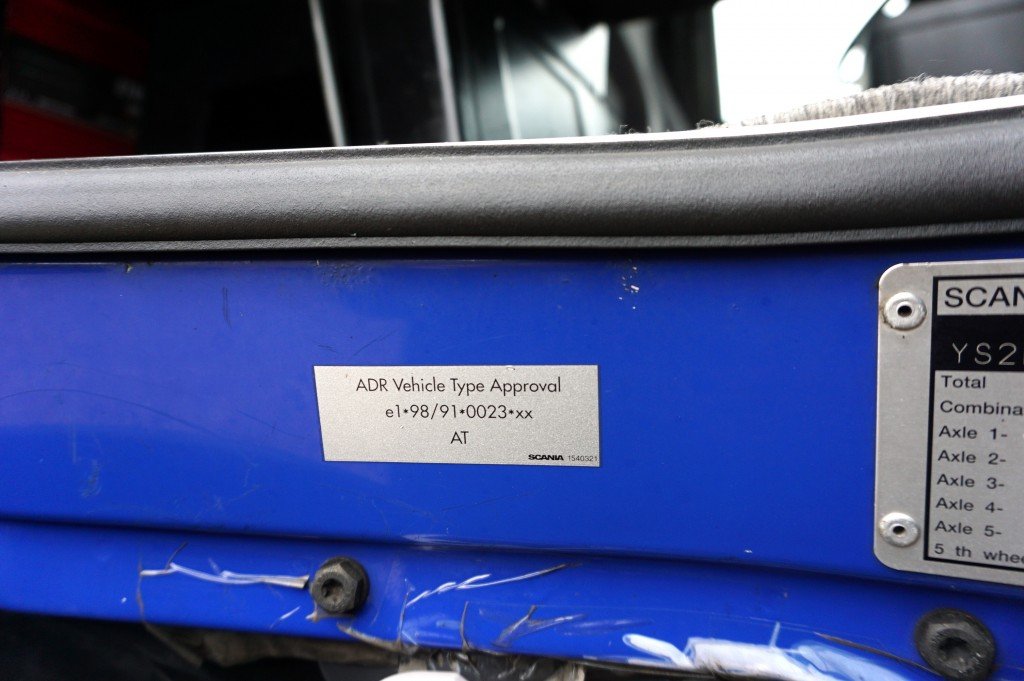 ADR Vehicle Type Approval
e1*98/91*0023*xx
AT
SCANIA 1540321
SCAN
YS2
Total
Combina
Axle 1-
Axle 2-
Axle 3-
Axle 4-
Axle 5-
5 th whee